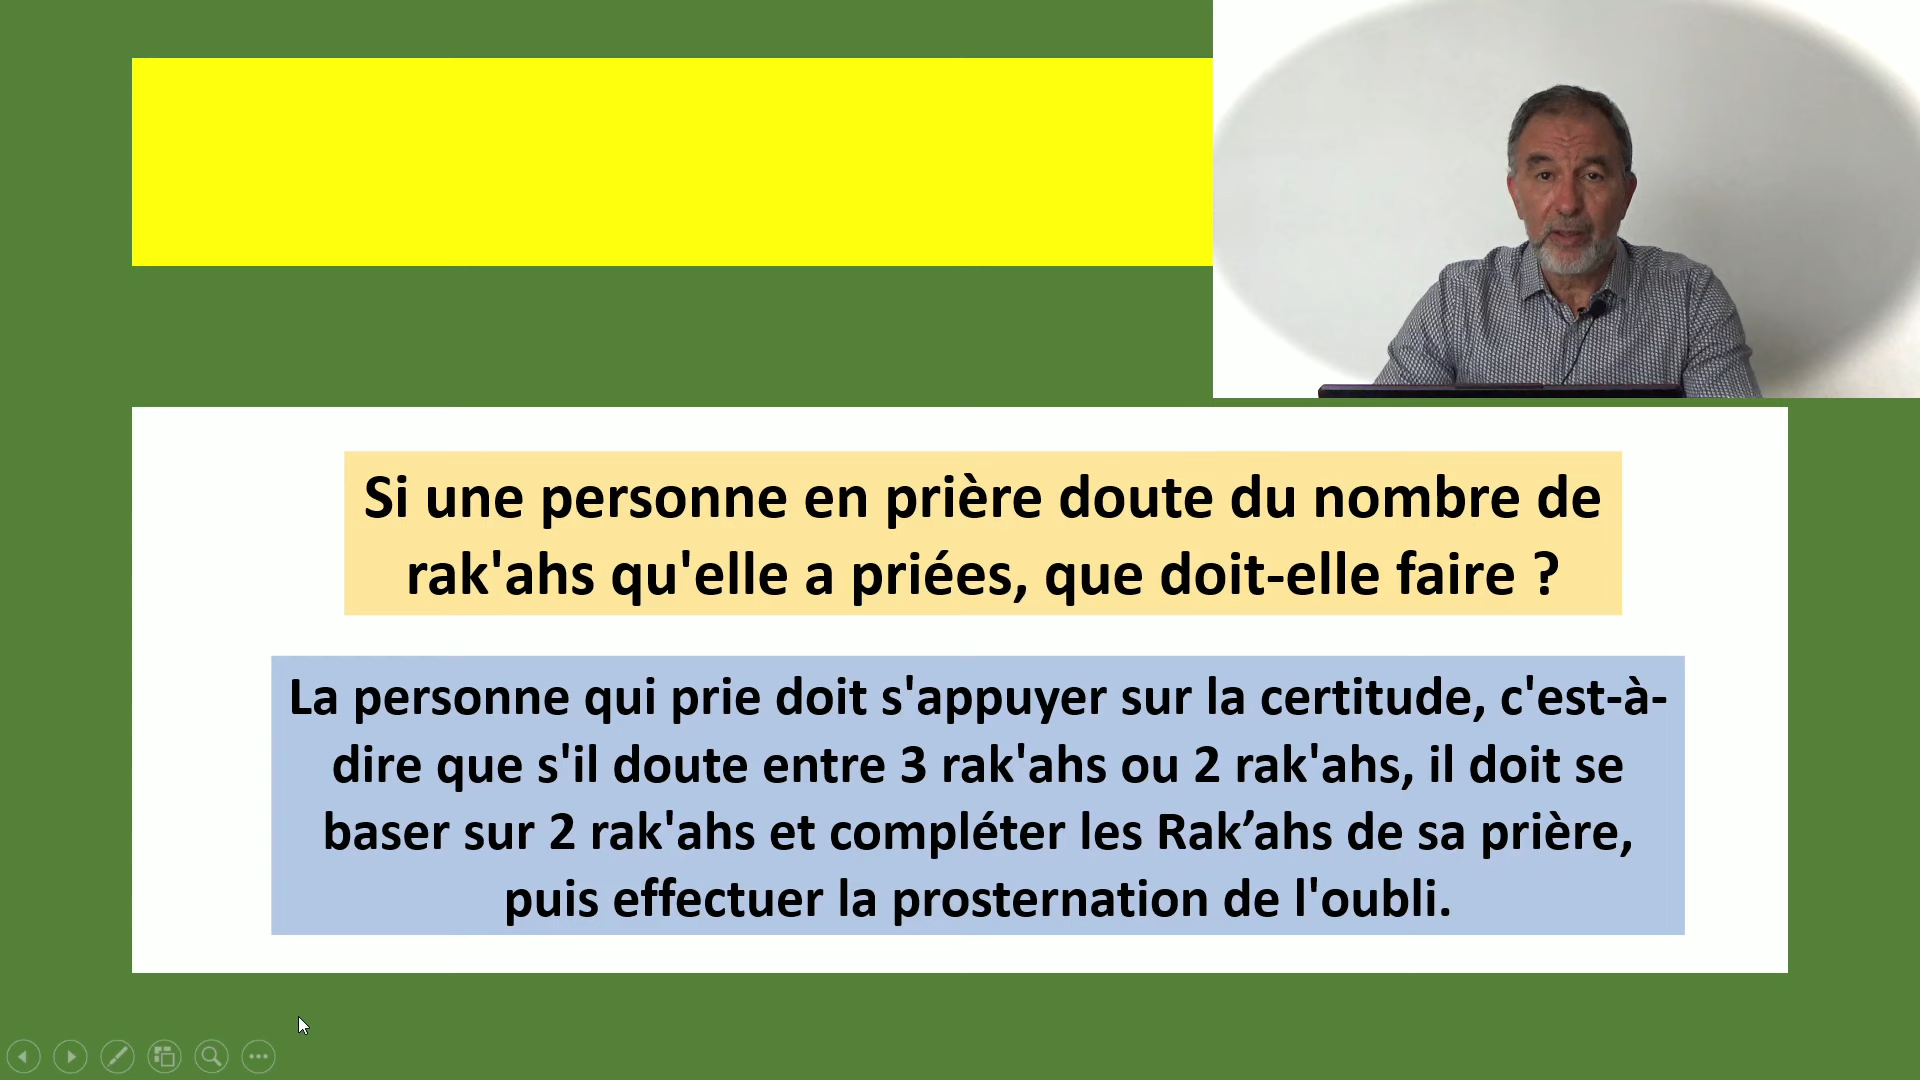 Si une personne en prière doute du nombre de
rak'ahs qu'elle a priées, que doit-elle faire ?
La personne qui prie doit s'appuyer sur la certitude, c'est-à-
dire que s'il doute entre 3 rak'ahs ou 2 rak'ahs, il doit se
baser sur 2 rak'ahs et compléter les Rak’ahs de sa prière,
puis effectuer la prosternation de l'oubli.